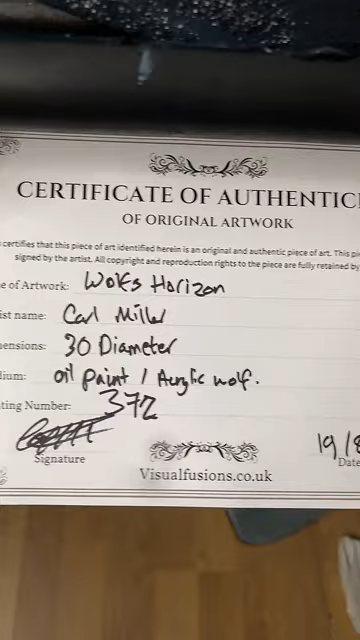 CERTIFICATE OF AUTHENTIC
OF ORIGINAL ARTWORK
certifies that this piece of art identified herein is an original and authentic piece of art. This pi
signed by the artist. All copyright and reproduction rights to the piece are fully retained by
e of Artwork: Wolfs Horizon
ist name: Carl Miller
ensions: 30 Diameter
ium: oil paint / Acrylic wolf.
ting Number: 372
Signature
19/8
Date
Visualfusions.co.uk